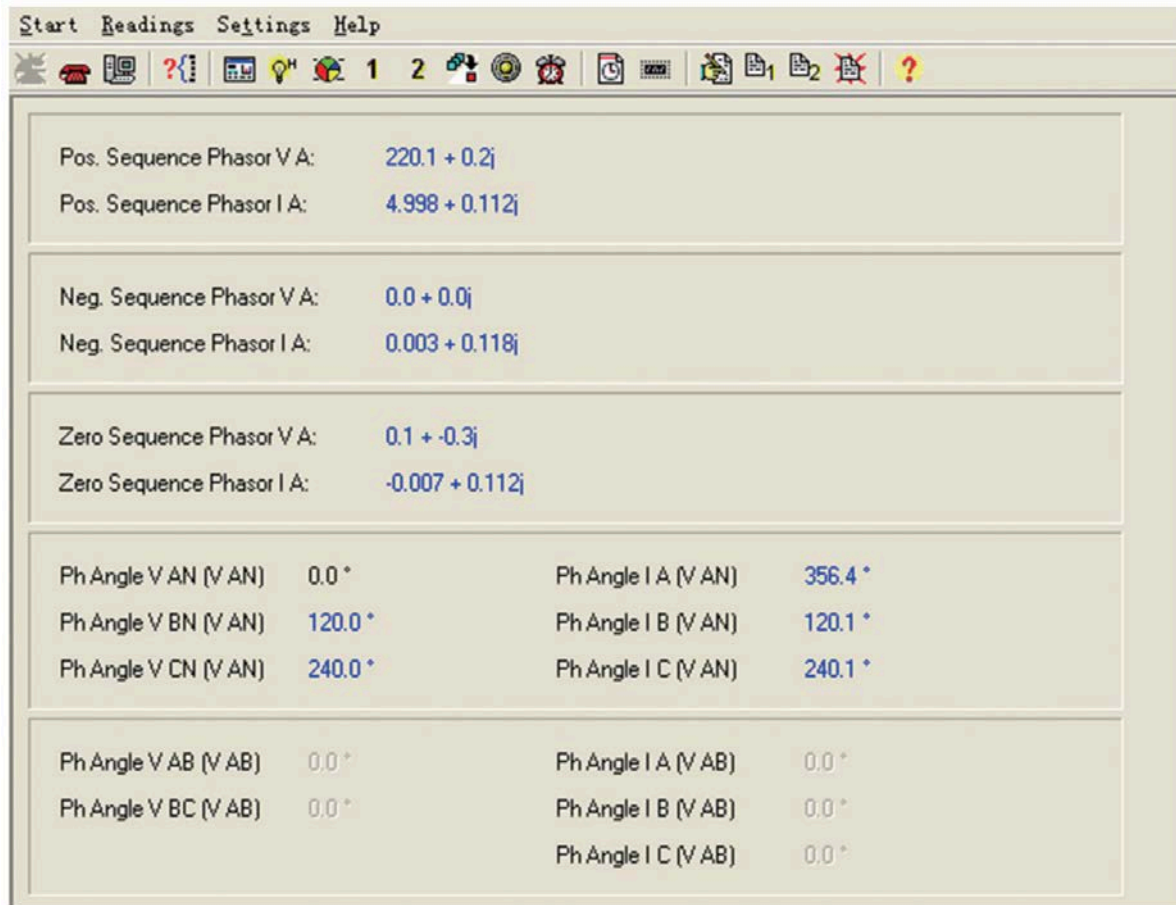 Start Readings Settings Help
?{ H 1 2 1 2 ?
Pos. Sequence Phasor V A: 220.1 + 0.2j
Pos. Sequence Phasor I A: 4.998 + 0.112j
Neg. Sequence Phasor V A: 0.0 + 0.0j
Neg. Sequence Phasor I A: 0.003 + 0.118j
Zero Sequence Phasor V A: 0.1 + -0.3j
Zero Sequence Phasor I A: -0.007 + 0.112j
Ph Angle V AN (V AN) 0.0 ° Ph Angle I A (V AN) 356.4 °
Ph Angle V BN (V AN) 120.0 ° Ph Angle I B (V AN) 120.1 °
Ph Angle V CN (V AN) 240.0 ° Ph Angle I C (V AN) 240.1 °
Ph Angle V AB (V AB) 0.0 ° Ph Angle I A (V AB) 0.0 °
Ph Angle V BC (V AB) 0.0 ° Ph Angle I B (V AB) 0.0 °
Ph Angle I C (V AB) 0.0 °